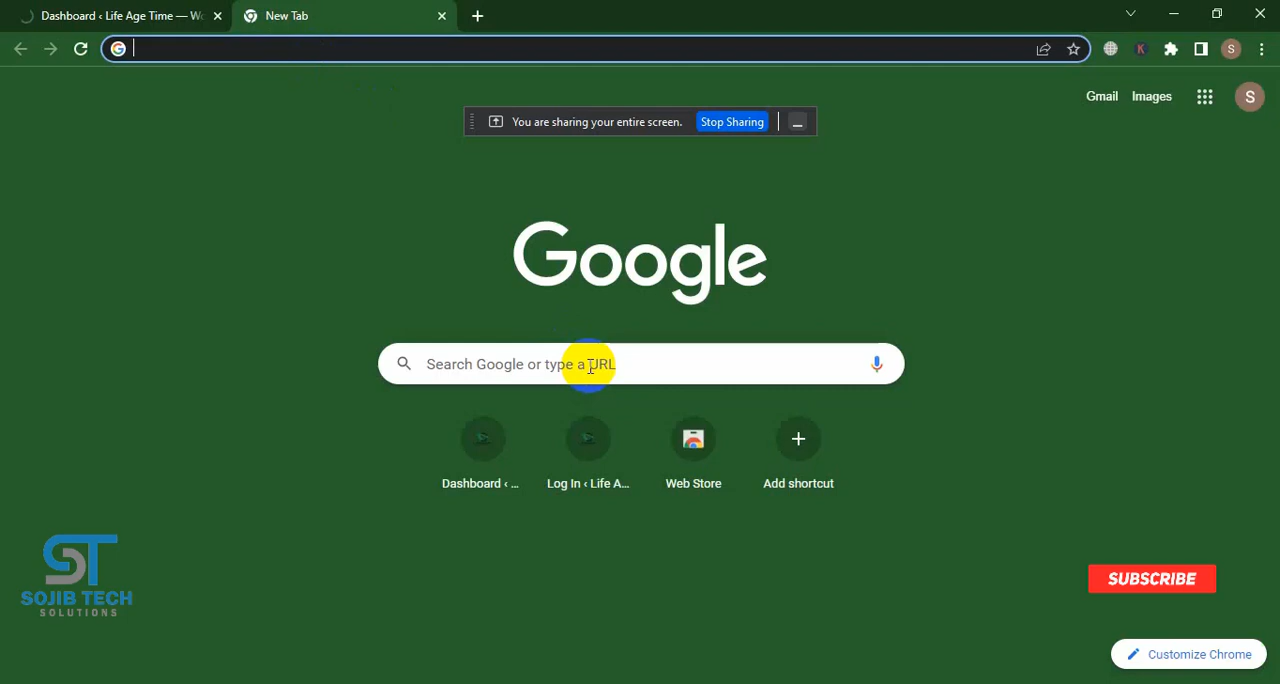 Dashboard ‹ Life Age Time — Wo
New Tab
Gmail
Images
S
S
K
You are sharing your entire screen.
Stop Sharing
Google
Search Google or type a URL
Dashboard ‹ ...
Log In ‹ Life A...
Web Store
Add shortcut
ST
SOJIB TECH
SOLUTIONS
SUBSCRIBE
Customize Chrome